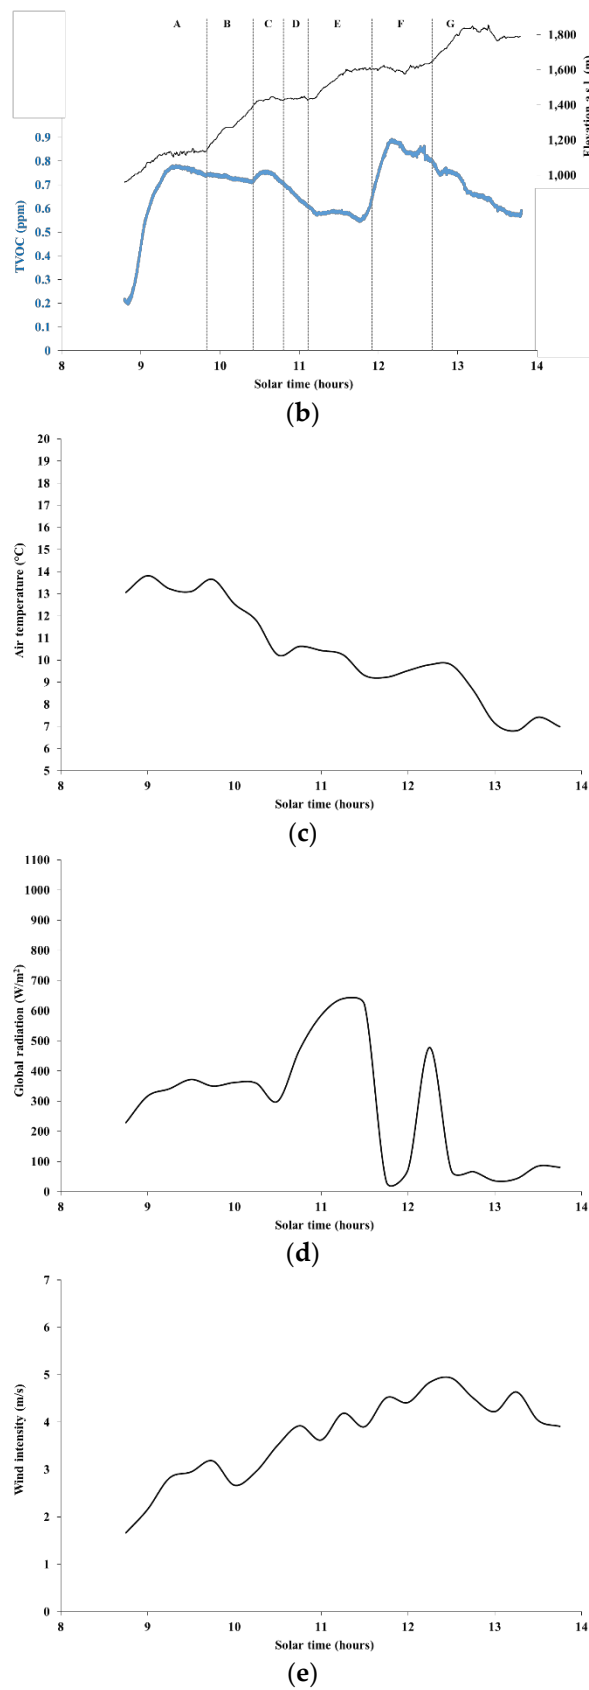 A B C D E F G
1,800
1,600
1,400
1,200
1,000
Elevation a.s.l. (m)
0.9
0.8
0.7
0.6
0.5
0.4
0.3
0.2
0.1
0
TVOC (ppm)
8 9 10 11 12 13 14
Solar time (hours)
(b)
20
19
18
17
16
15
14
13
12
11
10
9
8
7
6
5
Air temperature (°C)
8 9 10 11 12 13 14
Solar time (hours)
(c)
1100
1000
900
800
700
600
500
400
300
200
100
0
Global radiation (W/m²)
8 9 10 11 12 13 14
Solar time (hours)
(d)
7
6
5
4
3
2
1
0
Wind intensity (m/s)
8 9 10 11 12 13 14
Solar time (hours)
(e)